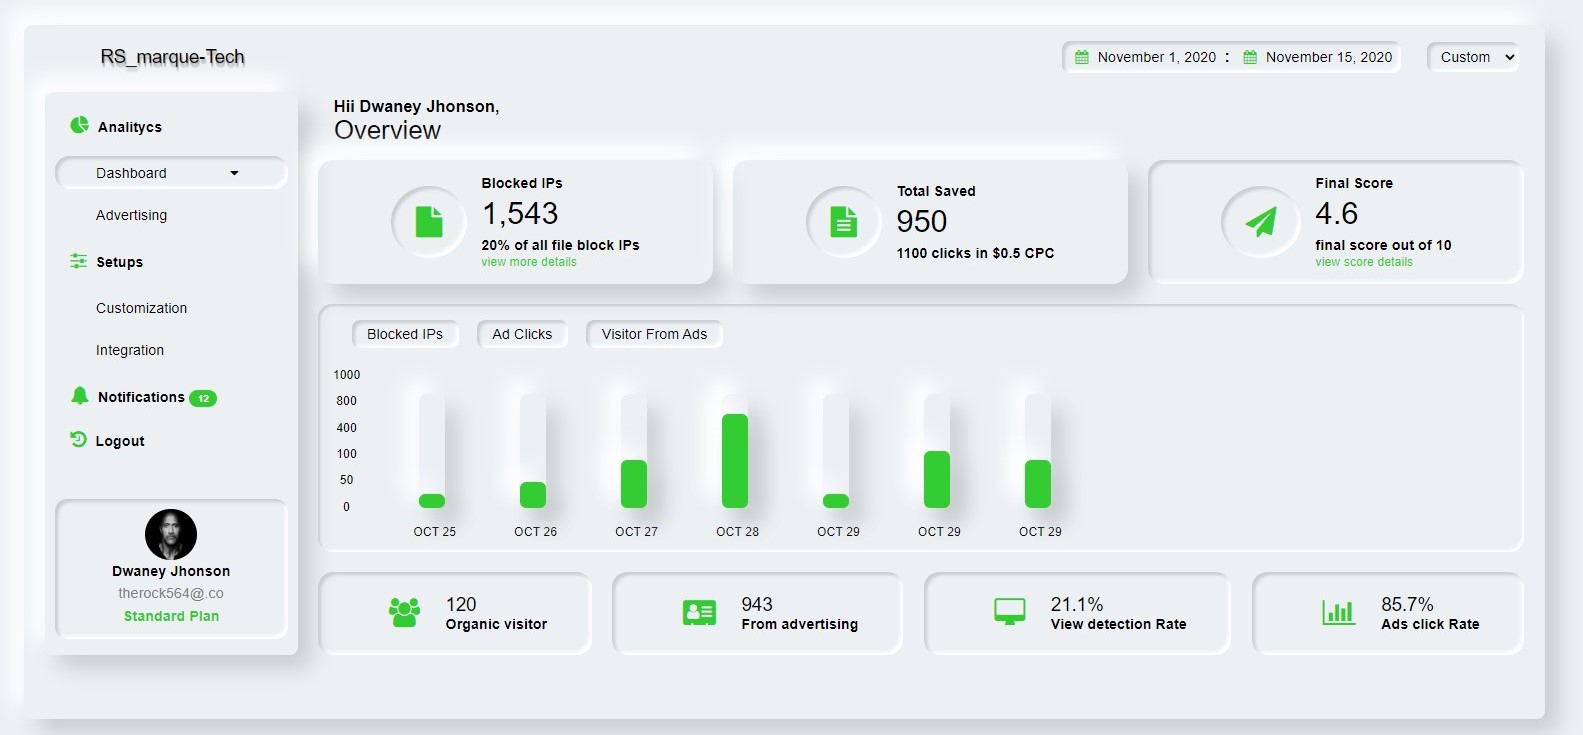 RS_marque-Tech
November 1, 2020 : November 15, 2020
Custom
Analitycs
Dashboard
Advertising
Setups
Customization
Integration
Notifications 12
Logout
Dwaney Jhonson
therock564@.co
Standard Plan
Hii Dwaney Jhonson,
Overview
Blocked IPs
1,543
20% of all file block IPs
view more details
Total Saved
950
1100 clicks in $0.5 CPC
Final Score
4.6
final score out of 10
view score details
Blocked IPs
Ad Clicks
Visitor From Ads
1000
800
400
100
50
0
OCT 25
OCT 26
OCT 27
OCT 28
OCT 29
OCT 29
OCT 29
120
Organic visitor
943
From advertising
21.1%
View detection Rate
85.7%
Ads click Rate